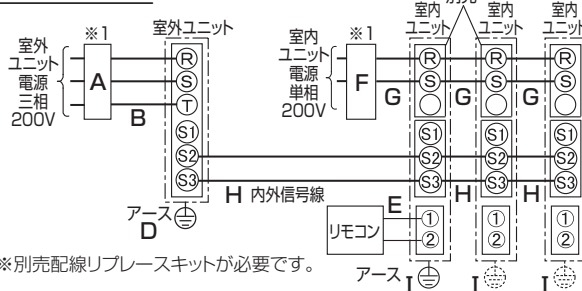 ※1
室外ユニット
室外
ユニット
電源
三相
200V
A
B
R
S
T
S1
S2
S3
H 内外信号線
アース
D
※1
室内
ユニット
電源
単相
200V
F
G
G
G
室内
ユニット
室内
ユニット
室内
ユニット
R
S
S1
S2
S3
R
S
S1
S2
S3
R
S
S1
S2
S3
H
H
E
リモコン
1
2
1
2
1
2
アース I
I
I
※別売配線リプレースキットが必要です。